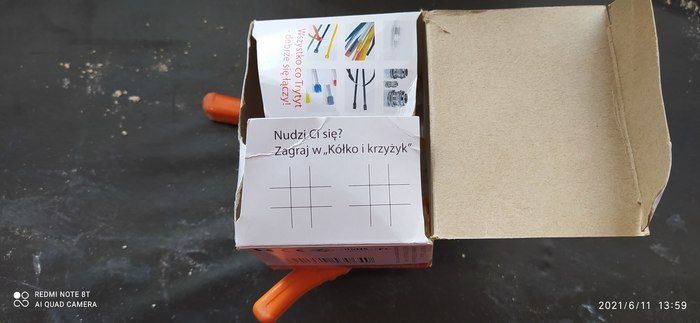 Wszystko co Trytyt
- dobrze się łączy!
Nudzi Ci się?
Zagraj w „Kółko i krzyżyk”
REDMI NOTE 8T
AI QUAD CAMERA
2021/6/11 13:59